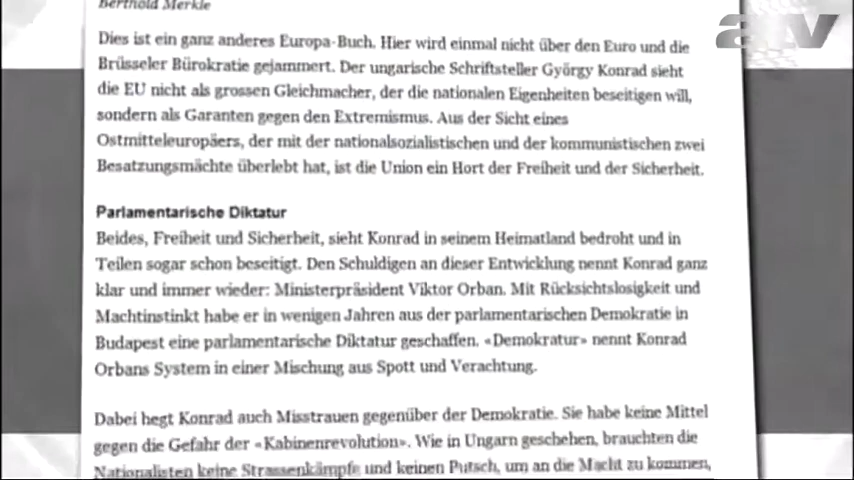 Berthold Merkle
atv
Dies ist ein ganz anderes Europa-Buch. Hier wird einmal nicht über den Euro und die
Brüsseler Bürokratie gejammert. Der ungarische Schriftsteller György Konrad sieht
die EU nicht als grossen Gleichmacher, der die nationalen Eigenheiten beseitigen will,
sondern als Garanten gegen den Extremismus. Aus der Sicht eines
Ostmitteleuropäers, der mit der nationalsozialistischen und der kommunistischen zwei
Besatzungsmächte überlebt hat, ist die Union ein Hort der Freiheit und der Sicherheit.
Parlamentarische Diktatur
Beides, Freiheit und Sicherheit, sieht Konrad in seinem Heimatland bedroht und in
Teilen sogar schon beseitigt. Den Schuldigen an dieser Entwicklung nennt Konrad ganz
klar und immer wieder: Ministerpräsident Viktor Orban. Mit Rücksichtslosigkeit und
Machtinstinkt habe er in wenigen Jahren aus der parlamentarischen Demokratie in
Budapest eine parlamentarische Diktatur geschaffen. «Demokratur» nennt Konrad
Orbans System in einer Mischung aus Spott und Verachtung.
Dabei hegt Konrad auch Misstrauen gegenüber der Demokratie. Sie habe keine Mittel
gegen die Gefahr der «Kabinenrevolution». Wie in Ungarn geschehen, brauchten die
Nationalisten keine Strassenkämpfe und keinen Putsch, um an die Macht zu kommen,